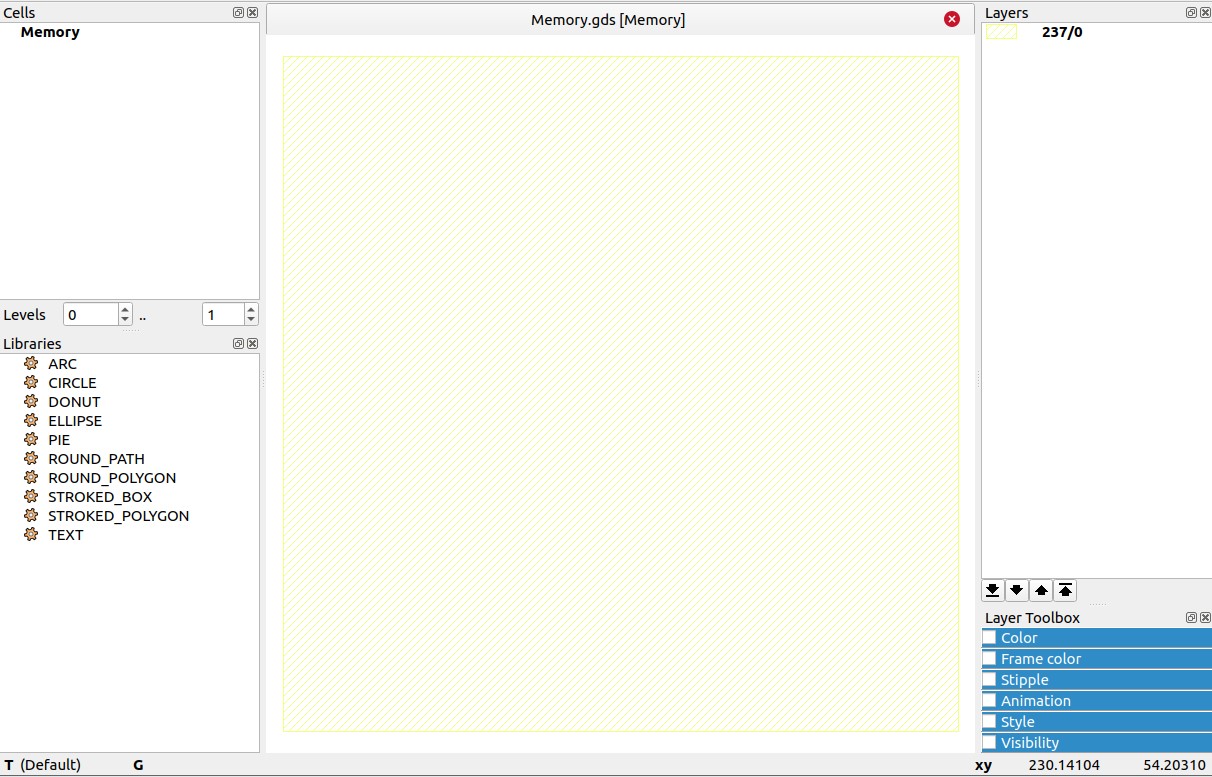 Cells
Memory
Levels 0 .. 1
Libraries
ARC
CIRCLE
DONUT
ELLIPSE
PIE
ROUND_PATH
ROUND_POLYGON
STROKED_BOX
STROKED_POLYGON
TEXT
Memory.gds [Memory]
Layers
237/0
Layer Toolbox
Color
Frame color
Stipple
Animation
Style
Visibility
T (Default) G xy 230.14104 54.20310